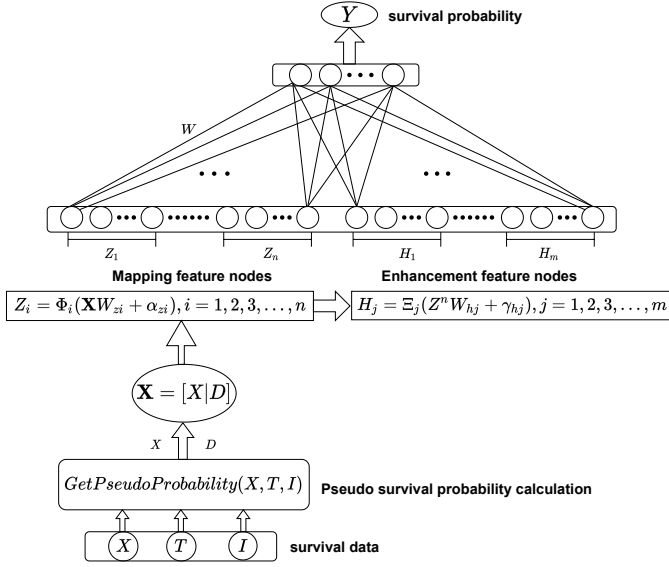 Y survival probability
• • •
W
• • • • • •
••• •••••• ••• ••• •••••• •••
Z_1 Z_n H_1 H_m
Mapping feature nodes Enhancement feature nodes
Z_i = Φ_i(𝐗W_{zi} + α_{zi}), i = 1, 2, 3, . . . , n H_j = Ξ_j(Z^n W_{hj} + γ_{hj}), j = 1, 2, 3, . . . , m
𝐗 = [X|D]
X D
GetPseudoProbability(X, T, I) Pseudo survival probability calculation
X T I survival data